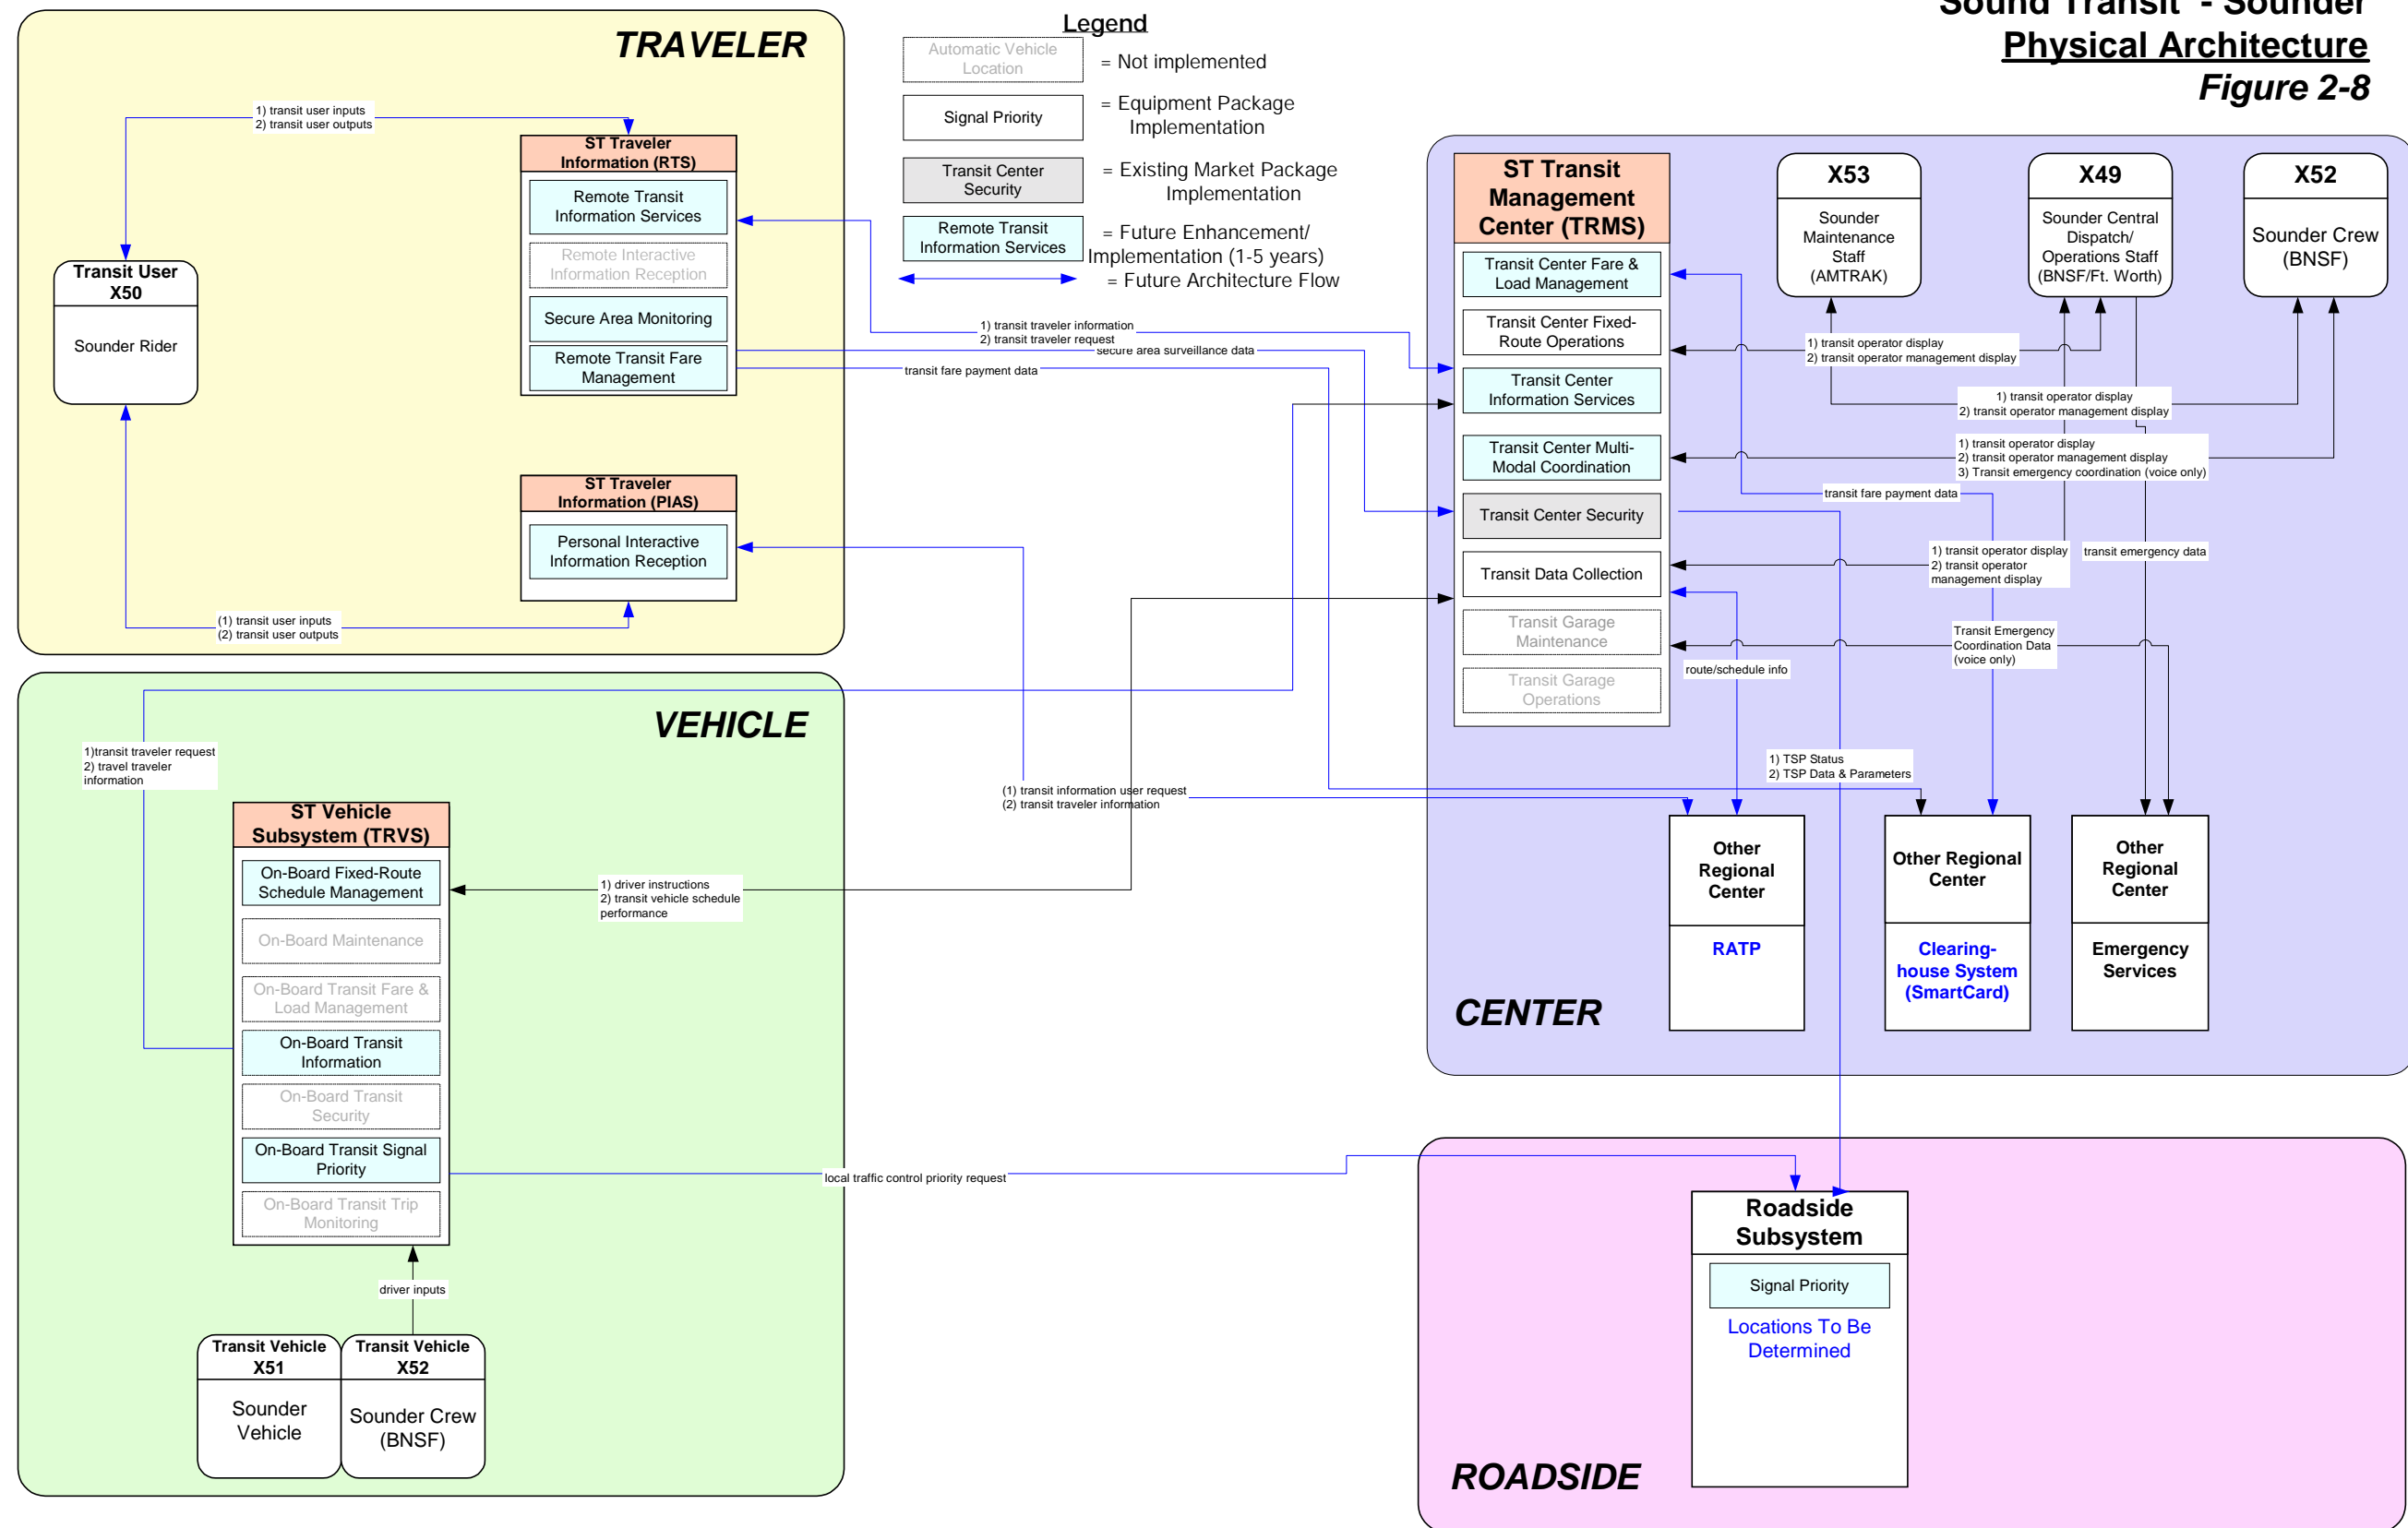 Sound Transit - Sounder
Physical Architecture
Figure 2-8
Legend
Automatic Vehicle
Location
= Not implemented
Signal Priority
= Equipment Package
Implementation
Transit Center
Security
= Existing Market Package
Implementation
Remote Transit
Information Services
= Future Enhancement/
Implementation (1-5 years)
= Future Architecture Flow
TRAVELER
1) transit user inputs
2) transit user outputs
ST Traveler
Information (RTS)
Remote Transit
Information Services
Remote Interactive
Information Reception
Secure Area Monitoring
Remote Transit Fare
Management
Transit User
X50
Sounder Rider
ST Traveler
Information (PIAS)
Personal Interactive
Information Reception
(1) transit user inputs
(2) transit user outputs
1) transit traveler information
2) transit traveler request
secure area surveillance data
transit fare payment data
VEHICLE
1)transit traveler request
2) travel traveler
information
ST Vehicle
Subsystem (TRVS)
On-Board Fixed-Route
Schedule Management
On-Board Maintenance
On-Board Transit Fare &
Load Management
On-Board Transit
Information
On-Board Transit
Security
On-Board Transit Signal
Priority
On-Board Transit Trip
Monitoring
1) driver instructions
2) transit vehicle schedule
performance
(1) transit information user request
(2) transit traveler information
local traffic control priority request
driver inputs
Transit Vehicle
X51
Sounder
Vehicle
Transit Vehicle
X52
Sounder Crew
(BNSF)
CENTER
ST Transit
Management
Center (TRMS)
Transit Center Fare &
Load Management
Transit Center Fixed-
Route Operations
Transit Center
Information Services
Transit Center Multi-
Modal Coordination
Transit Center Security
Transit Data Collection
Transit Garage
Maintenance
Transit Garage
Operations
X53
Sounder
Maintenance
Staff
(AMTRAK)
X49
Sounder Central
Dispatch/
Operations Staff
(BNSF/Ft. Worth)
X52
Sounder Crew
(BNSF)
1) transit operator display
2) transit operator management display
1) transit operator display
2) transit operator management display
1) transit operator display
2) transit operator management display
3) Transit emergency coordination (voice only)
transit fare payment data
1) transit operator display
2) transit operator
management display
transit emergency data
Transit Emergency
Coordination Data
(voice only)
route/schedule info
1) TSP Status
2) TSP Data & Parameters
Other
Regional
Center
RATP
Other Regional
Center
Clearing-
house System
(SmartCard)
Other
Regional
Center
Emergency
Services
ROADSIDE
Roadside
Subsystem
Signal Priority
Locations To Be
Determined